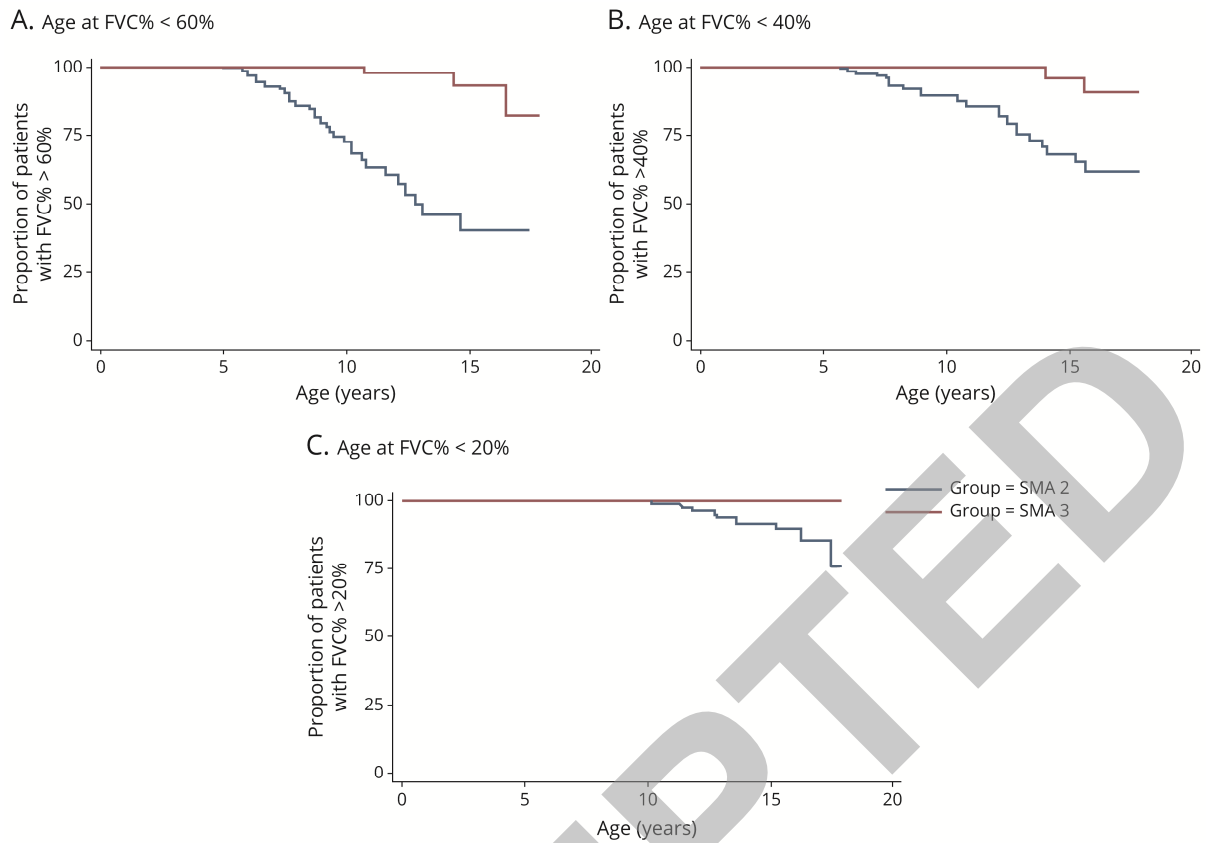 A. Age at FVC% < 60%
Proportion of patients
with FVC% > 60%
100
75
50
25
0
0 5 10 15 20
Age (years)
B. Age at FVC% < 40%
Proportion of patients
with FVC% >40%
100
75
50
25
0
0 5 10 15 20
Age (years)
C. Age at FVC% < 20%
Proportion of patients
with FVC% >20%
100
75
50
25
0
0 5 10 15 20
Age (years)
Group = SMA 2
Group = SMA 3
PTED